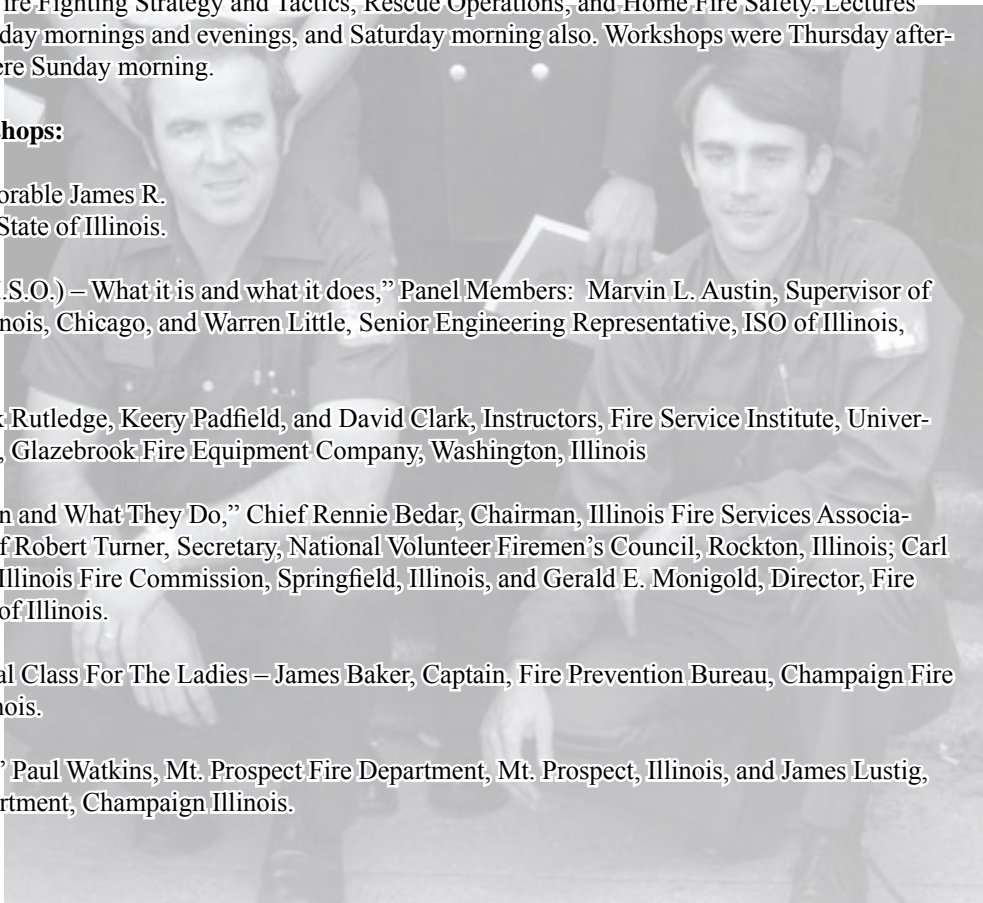 Fire Fighting Strategy and Tactics, Rescue Operations, and Home Fire Safety. Lectures
day mornings and evenings, and Saturday morning also. Workshops were Thursday after-
ere Sunday morning.
shops:
orable James R.
State of Illinois.
.S.O.) – What it is and what it does,” Panel Members: Marvin L. Austin, Supervisor of
nois, Chicago, and Warren Little, Senior Engineering Representative, ISO of Illinois,
k Rutledge, Keery Padfield, and David Clark, Instructors, Fire Service Institute, Univer-
, Glazebrook Fire Equipment Company, Washington, Illinois
n and What They Do,” Chief Rennie Bedar, Chairman, Illinois Fire Services Associa-
f Robert Turner, Secretary, National Volunteer Firemen’s Council, Rockton, Illinois; Carl
Illinois Fire Commission, Springfield, Illinois, and Gerald E. Monigold, Director, Fire
of Illinois.
al Class For The Ladies – James Baker, Captain, Fire Prevention Bureau, Champaign Fire
nois.
” Paul Watkins, Mt. Prospect Fire Department, Mt. Prospect, Illinois, and James Lustig,
rtment, Champaign Illinois.